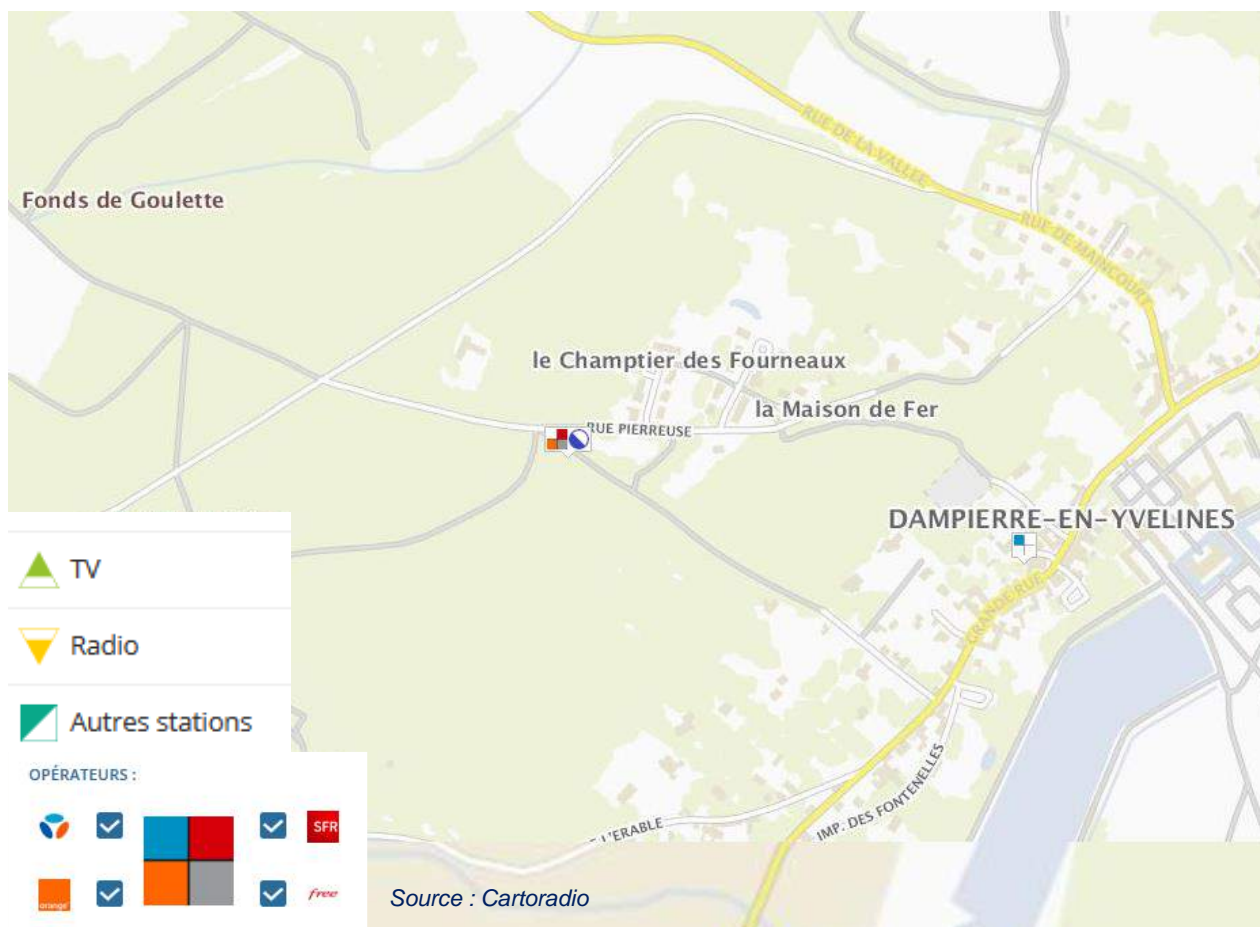 RUE DE LA VALLEE
Fonds de Goulette
RUE DE MAINCOURT
le Champtier des Fourneaux
la Maison de Fer
RUE PIERREUSE
DAMPIERRE-EN-YVELINES
GRANDE RUE
TV
Radio
Autres stations
IMP. DES FONTENELLES
L'ERABLE
OPÉRATEURS :
SFR
orange
free
Source : Cartoradio